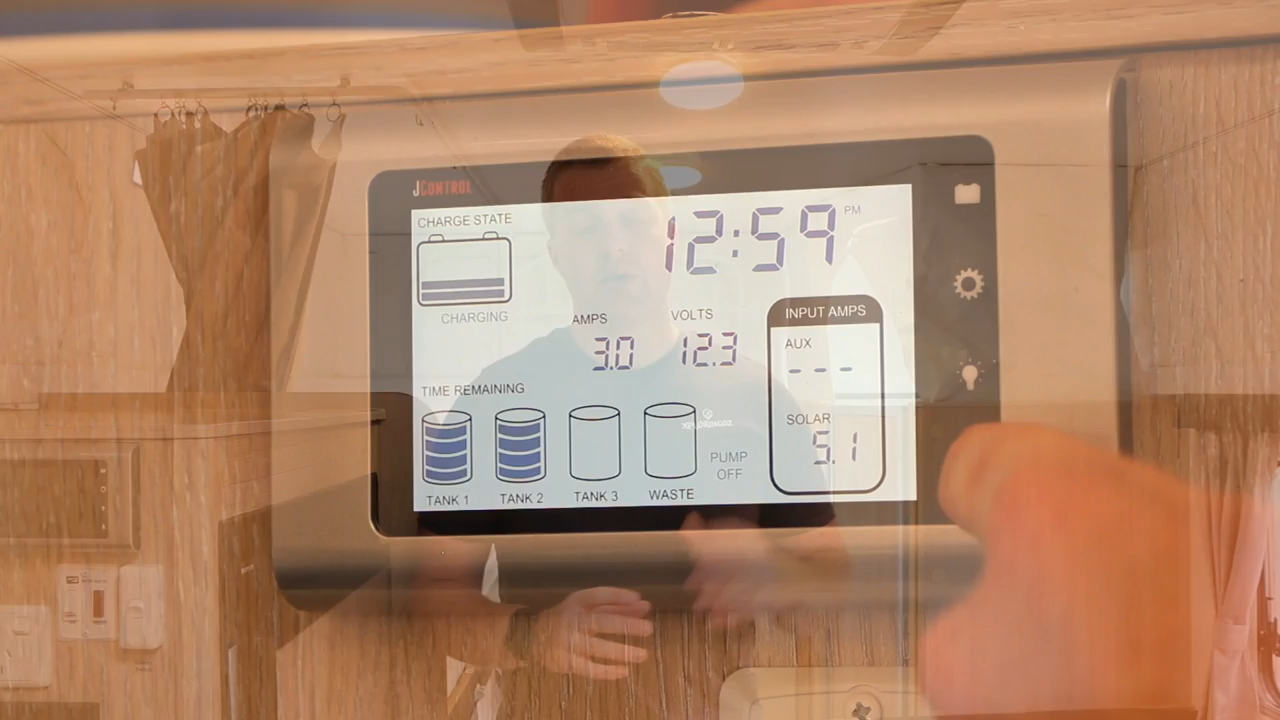 JCONTROL
CHARGE STATE
12:59 PM
CHARGING
AMPS
VOLTS
3.0
12.3
INPUT AMPS
AUX
---
SOLAR
5.1
TIME REMAINING
PUMP
OFF
TANK 1
TANK 2
TANK 3
WASTE